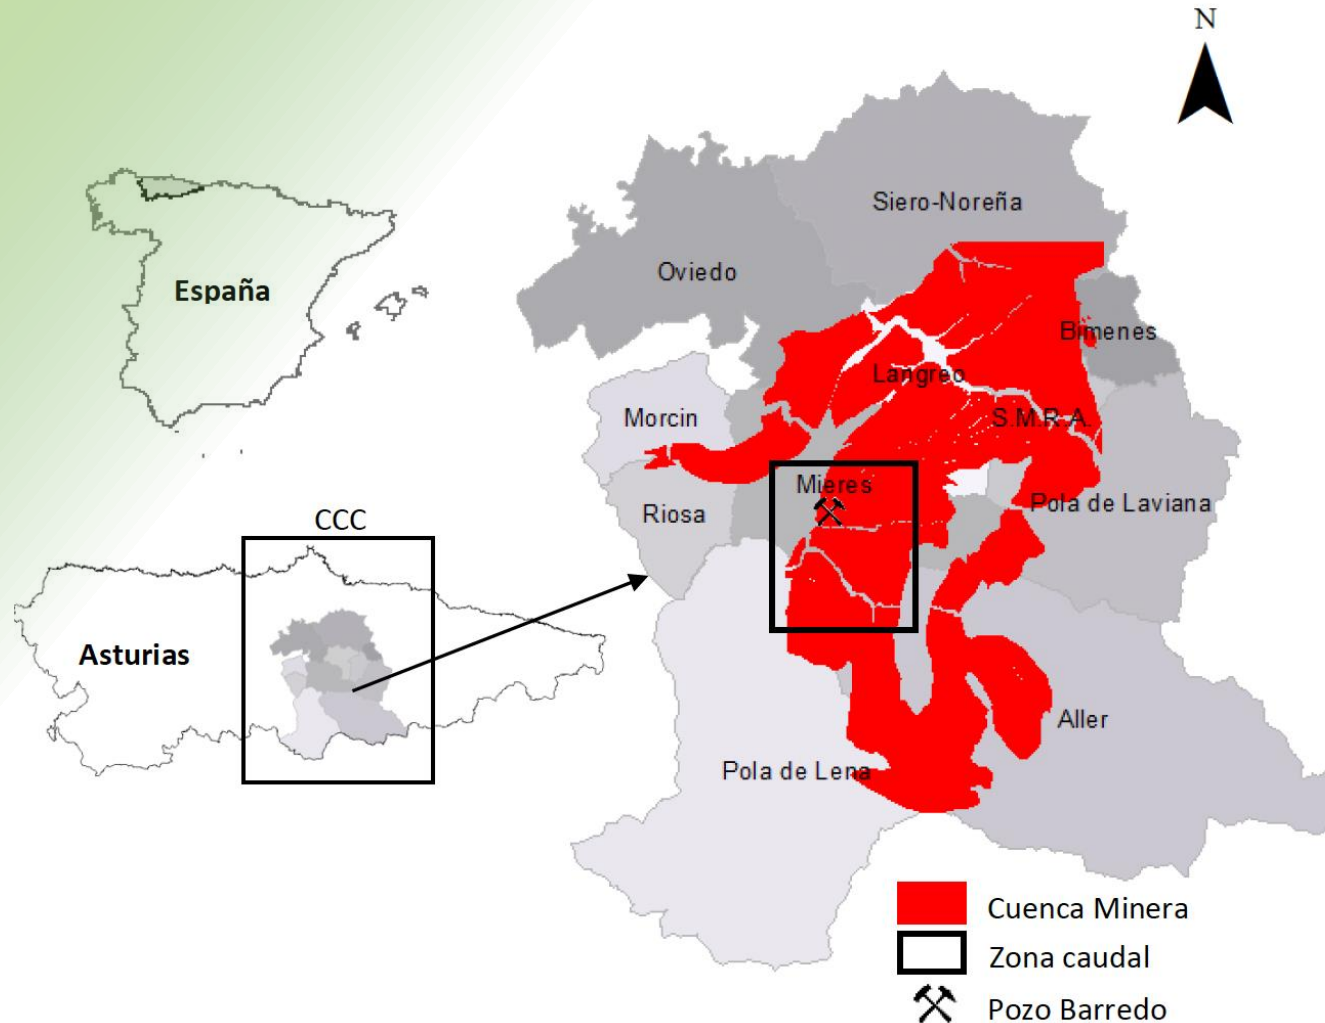 N
Siero-Noreña
Oviedo
España
Bimenes
Langreo
Morcin
S.M.R.A.
Mieres
Pola de Laviana
Riosa
CCC
Asturias
Aller
Pola de Lena
Cuenca Minera
Zona caudal
Pozo Barredo